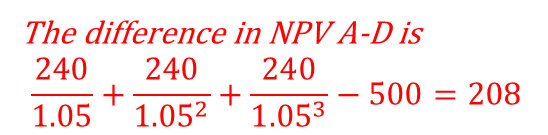 The difference in NPV A-D is
240/1.05 + 240/1.05² + 240/1.05³ − 500 = 208